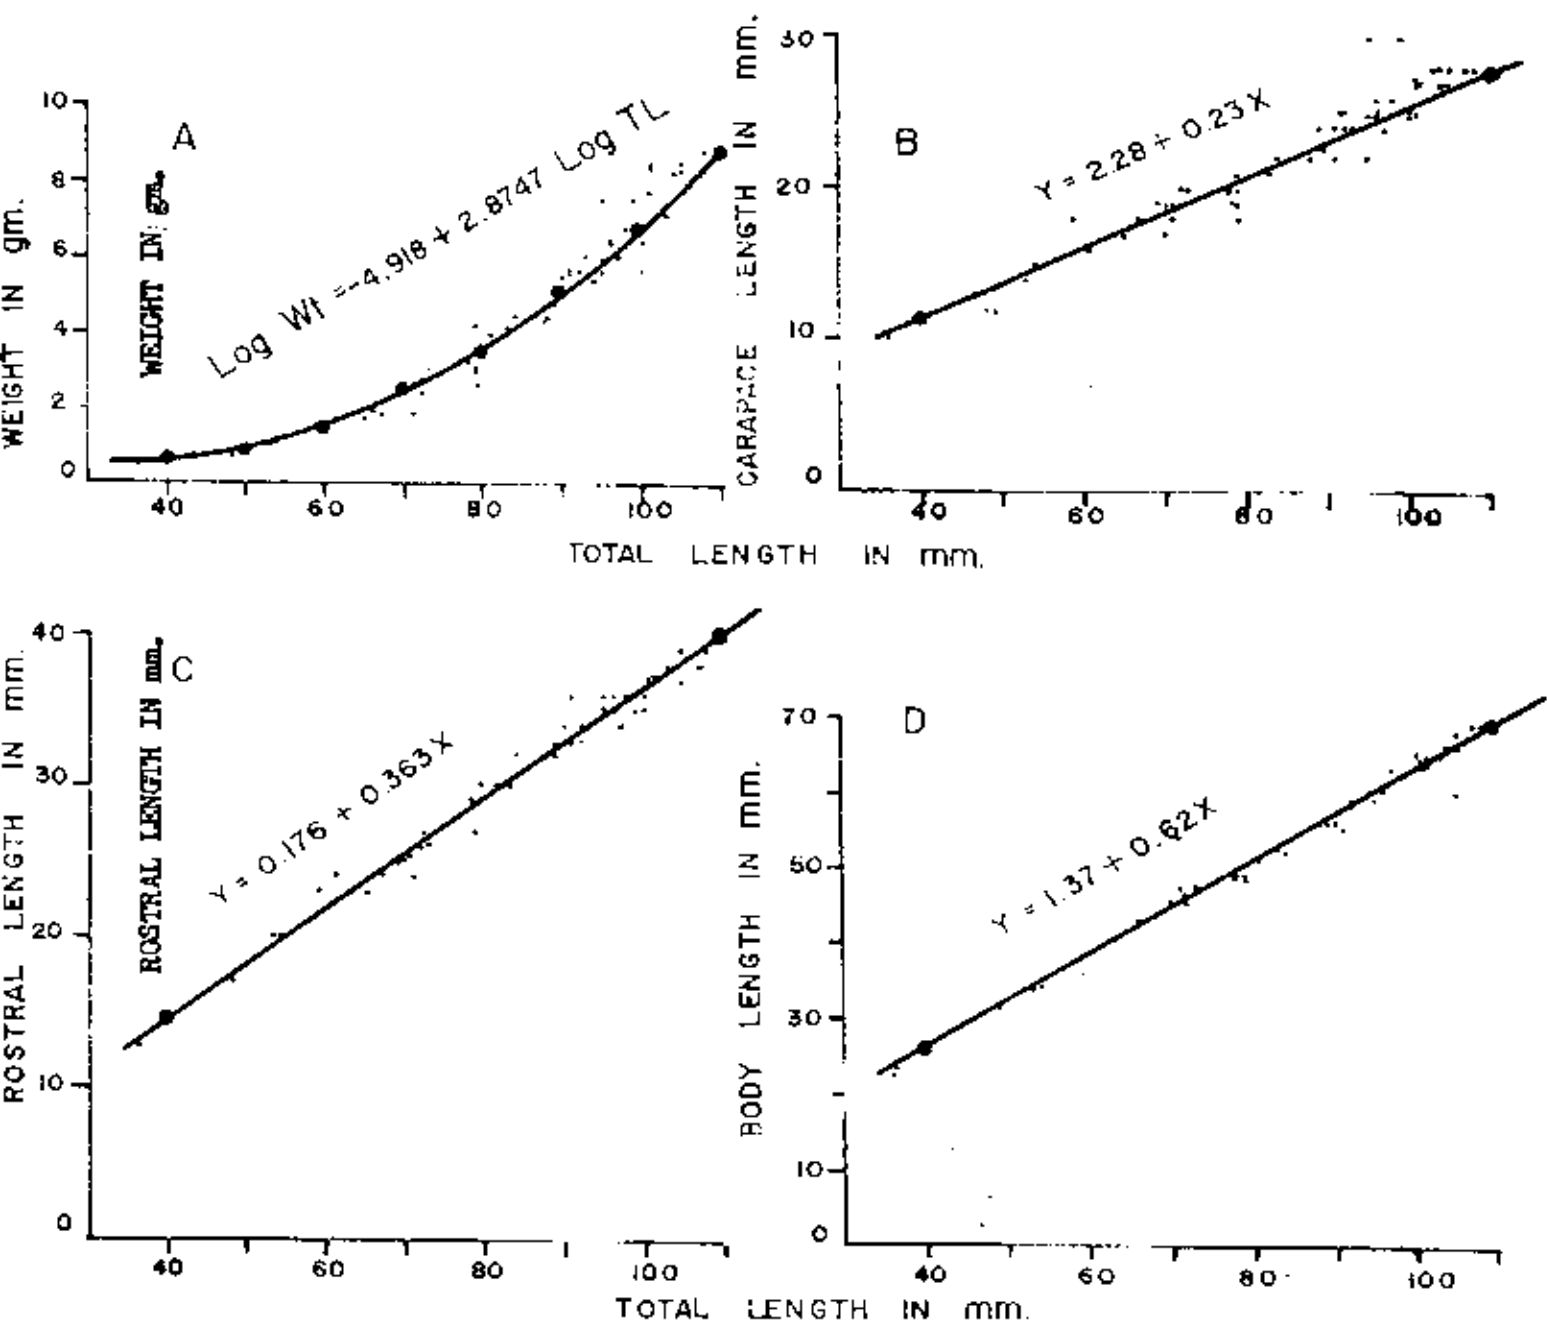 A
WEIGHT IN gm.
WEIGHT IN gm.
10
8
6
4
2
0
Log Wt =-4.918 + 2.8747 Log TL
40
60
80
100
B
CARAPACE LENGTH IN mm.
30
20
10
0
Y = 2.28 + 0.23 X
40
60
80
100
TOTAL LENGTH IN mm.
C
ROSTRAL LENGTH IN mm.
ROSTRAL LENGTH IN mm.
40
30
20
10
0
Y = 0.176 + 0.363 X
40
60
80
100
D
BODY LENGTH IN mm.
70
50
30
10
0
Y = 1.37 + 0.62 X
40
60
80
100
TOTAL LENGTH IN mm.